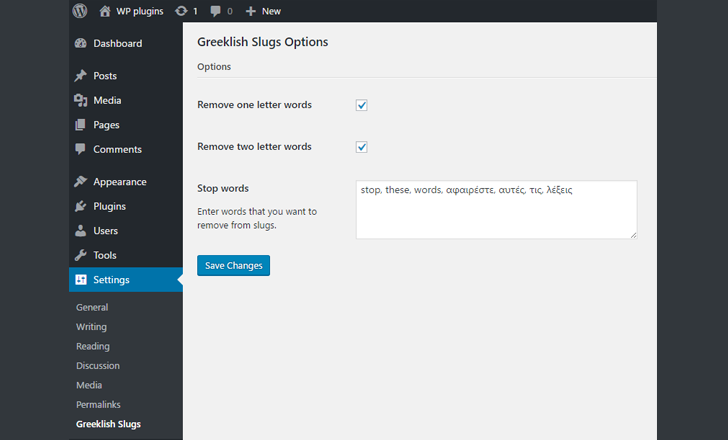 WP plugins 1 0 New
Dashboard
Posts
Media
Pages
Comments
Appearance
Plugins
Users
Tools
Settings
General
Writing
Reading
Discussion
Media
Permalinks
Greeklish Slugs
Greeklish Slugs Options
Options
Remove one letter words
Remove two letter words
Stop words
Enter words that you want to
remove from slugs.
stop, these, words, αφαιρέστε, αυτές, τις, λέξεις
Save Changes